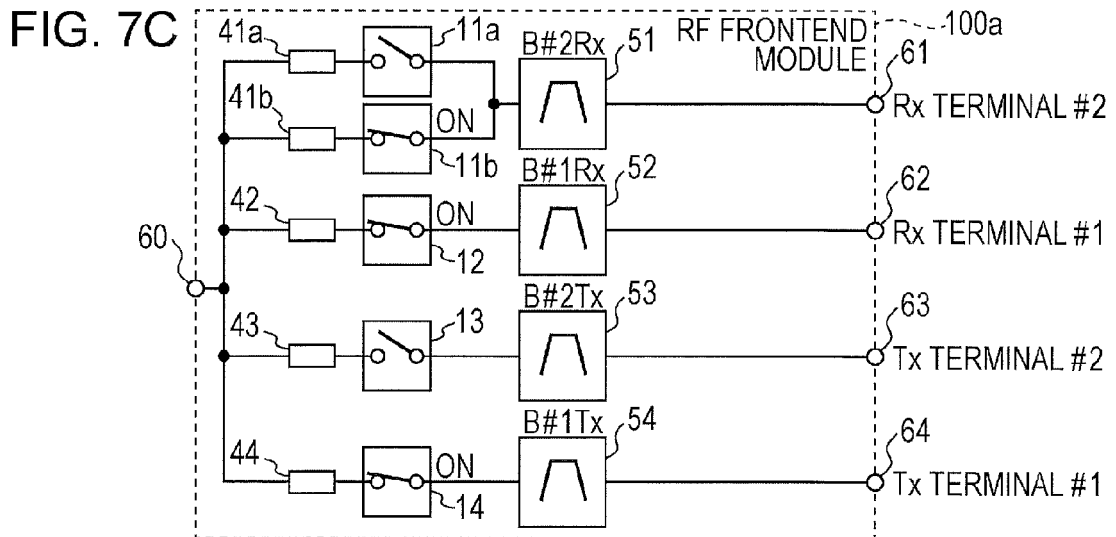 FIG. 7C
41a
11a
B#2Rx
51
RF FRONTEND
MODULE
100a
61
Rx TERMINAL #2
41b
ON
11b
B#1Rx
52
62
42
ON
Rx TERMINAL #1
60
12
B#2Tx
53
63
43
13
Tx TERMINAL #2
B#1Tx
54
64
44
ON
Tx TERMINAL #1
14